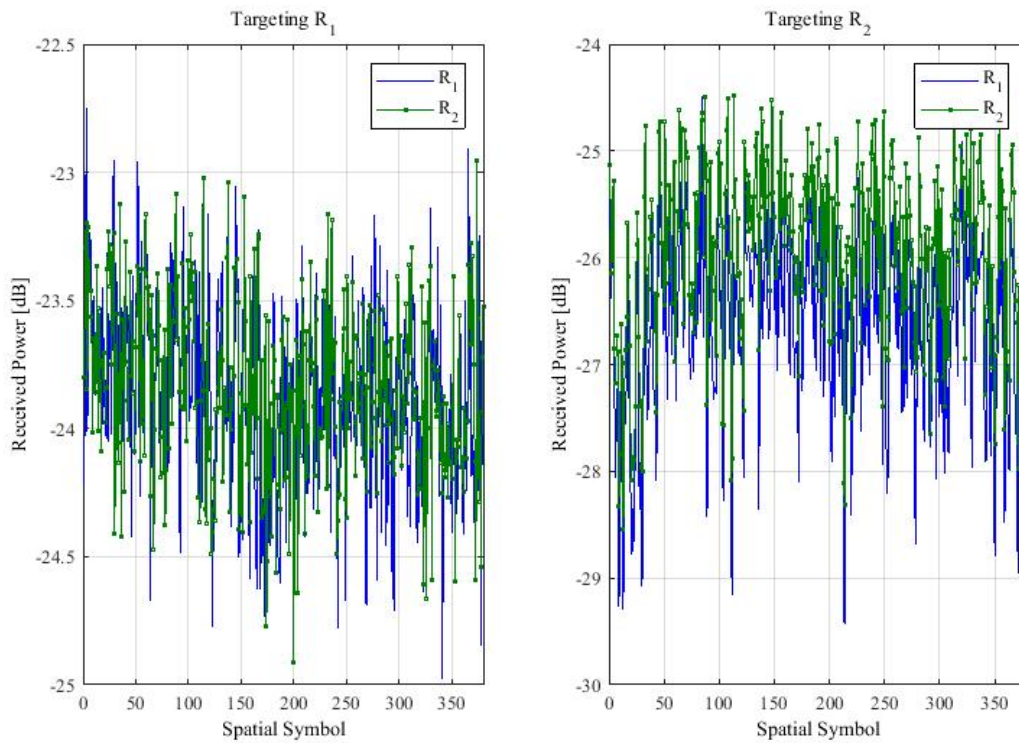 Targeting R1
-22.5
-23
-23.5
-24
-24.5
-25
Received Power [dB]
0 50 100 150 200 250 300 350
Spatial Symbol
R1
R2
Targeting R2
-24
-25
-26
-27
-28
-29
-30
Received Power [dB]
0 50 100 150 200 250 300 350
Spatial Symbol
R1
R2